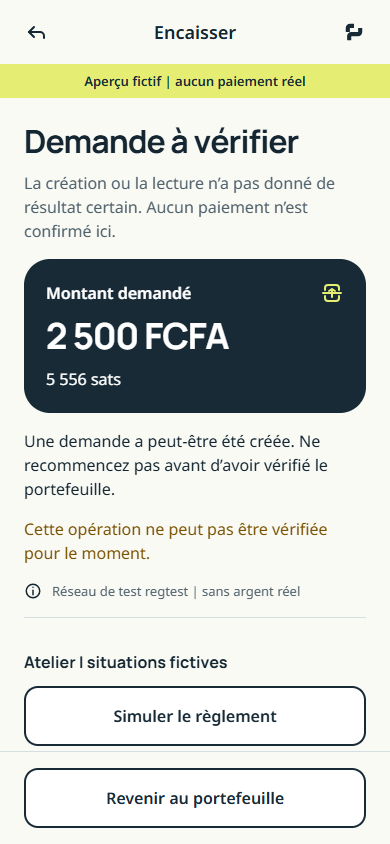 Encaisser
Aperçu fictif | aucun paiement réel
Demande à vérifier
La création ou la lecture n’a pas donné de
résultat certain. Aucun paiement n’est
confirmé ici.
Montant demandé
2 500 FCFA
5 556 sats
Une demande a peut-être été créée. Ne
recommencez pas avant d’avoir vérifié le
portefeuille.
Cette opération ne peut pas être vérifiée
pour le moment.
Réseau de test regtest | sans argent réel
Atelier | situations fictives
Simuler le règlement
Revenir au portefeuille